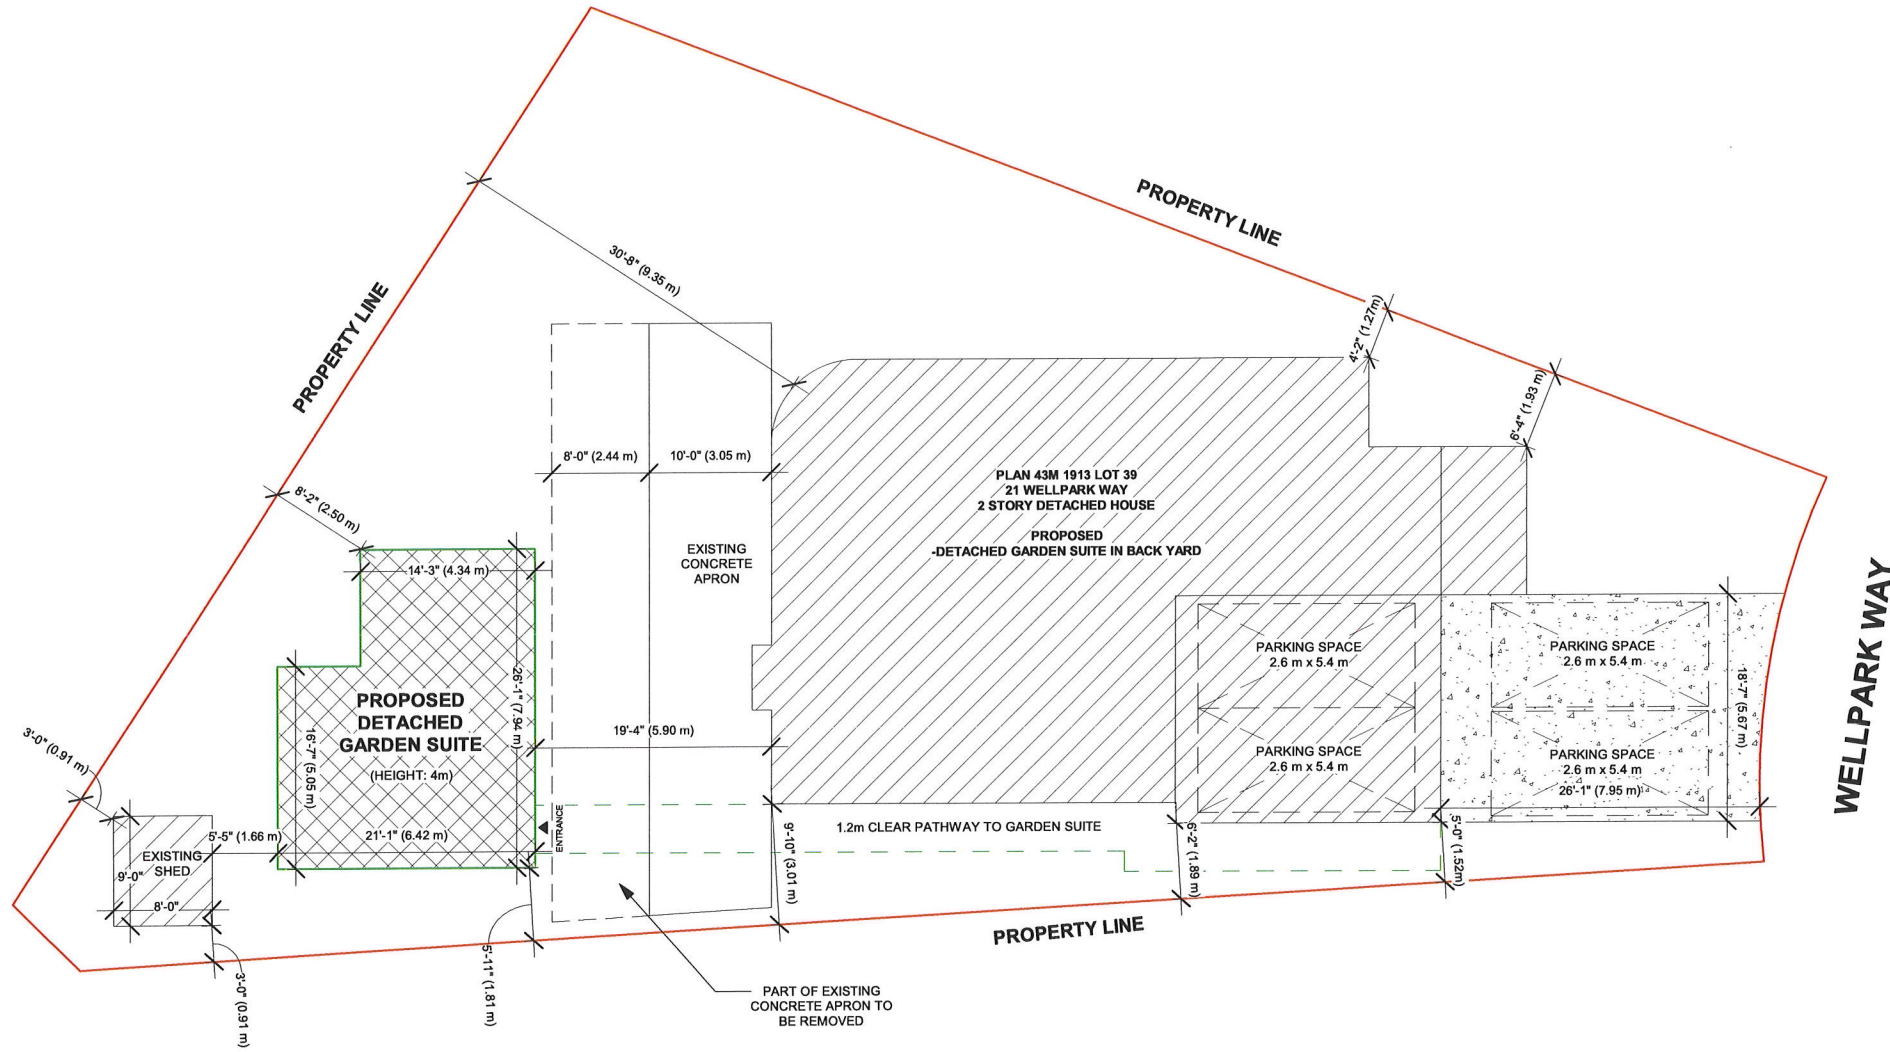 PROPERTY LINE
PROPERTY LINE
30'-8" (9.35 m)
4'-2" (1.27m)
6'-4" (1.93 m)
8'-0" (2.44 m)
10'-0" (3.05 m)
PLAN 43M 1913 LOT 39
21 WELLPARK WAY
2 STORY DETACHED HOUSE
PROPOSED
-DETACHED GARDEN SUITE IN BACK YARD
8'-2" (2.50 m)
EXISTING
CONCRETE
APRON
14'-3" (4.34 m)
PROPOSED
DETACHED
GARDEN SUITE
(HEIGHT: 4m)
26'-1" (7.94 m)
16'-7" (5.05 m)
21'-1" (6.42 m)
19'-4" (5.90 m)
PARKING SPACE
2.6 m x 5.4 m
PARKING SPACE
2.6 m x 5.4 m
PARKING SPACE
2.6 m x 5.4 m
PARKING SPACE
2.6 m x 5.4 m
26'-1" (7.95 m)
18'-7" (5.67 m)
WELLPARK WAY
3'-0" (0.91 m)
5'-5" (1.66 m)
EXISTING
SHED
9'-0"
8'-0"
ENTRANCE
1.2m CLEAR PATHWAY TO GARDEN SUITE
9'-10" (3.01 m)
6'-2" (1.89 m)
5'-0" (1.52m)
PROPERTY LINE
3'-0" (0.91 m)
5'-11" (1.81 m)
PART OF EXISTING
CONCRETE APRON TO
BE REMOVED